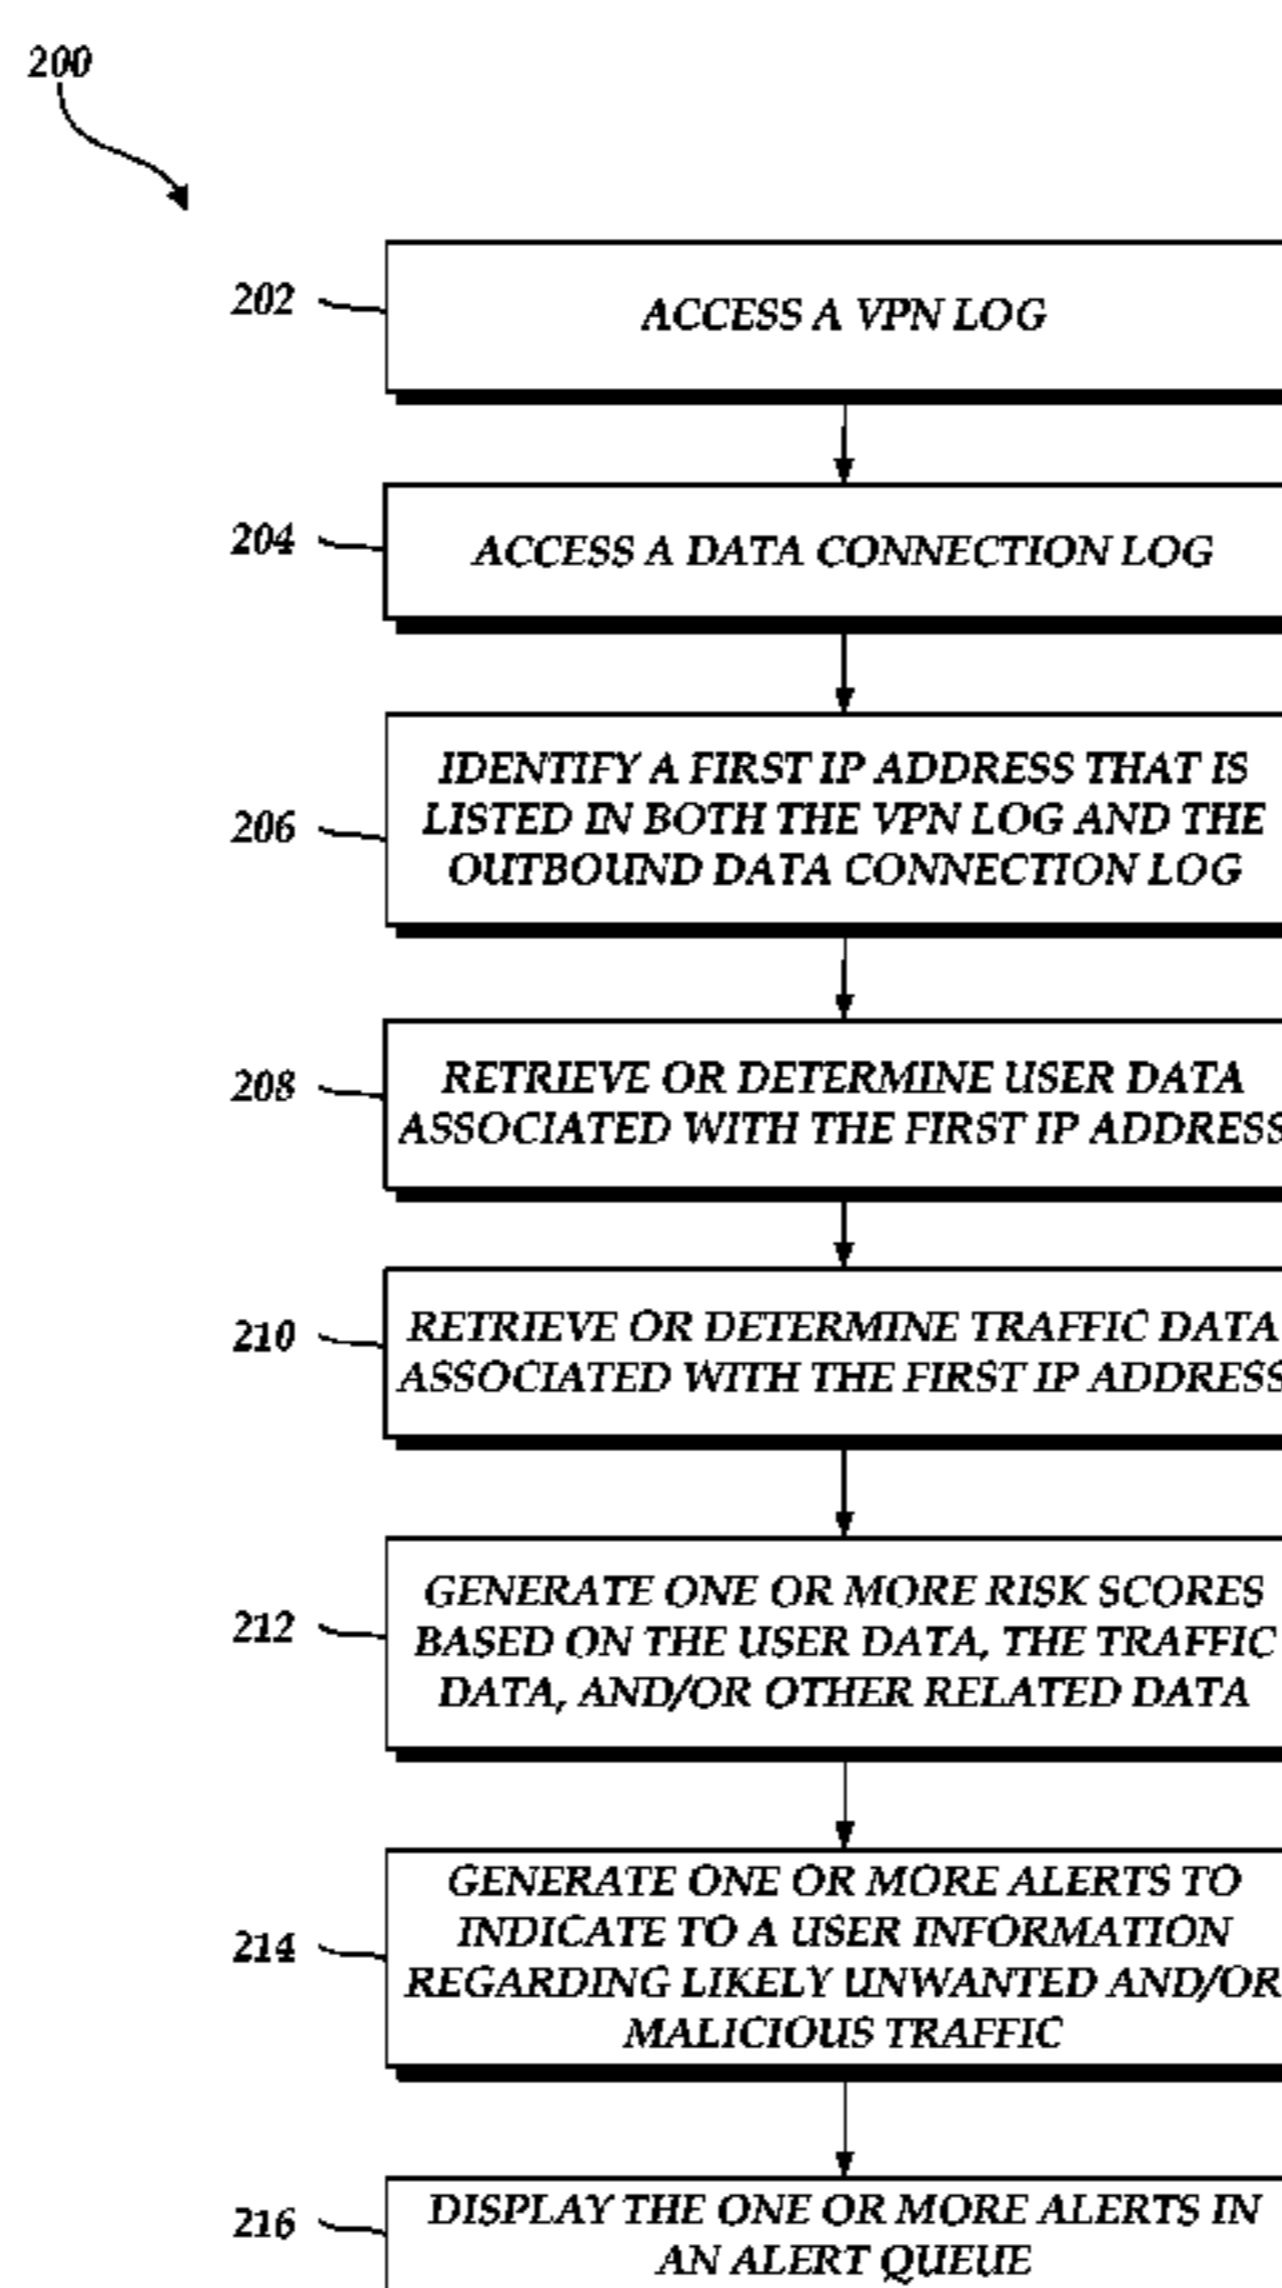 200
202
ACCESS A VPN LOG
204
ACCESS A DATA CONNECTION LOG
206
IDENTIFY A FIRST IP ADDRESS THAT IS
LISTED IN BOTH THE VPN LOG AND THE
OUTBOUND DATA CONNECTION LOG
208
RETRIEVE OR DETERMINE USER DATA
ASSOCIATED WITH THE FIRST IP ADDRESS
210
RETRIEVE OR DETERMINE TRAFFIC DATA
ASSOCIATED WITH THE FIRST IP ADDRESS
212
GENERATE ONE OR MORE RISK SCORES
BASED ON THE USER DATA, THE TRAFFIC
DATA, AND/OR OTHER RELATED DATA
214
GENERATE ONE OR MORE ALERTS TO
INDICATE TO A USER INFORMATION
REGARDING LIKELY UNWANTED AND/OR
MALICIOUS TRAFFIC
216
DISPLAY THE ONE OR MORE ALERTS IN
AN ALERT QUEUE